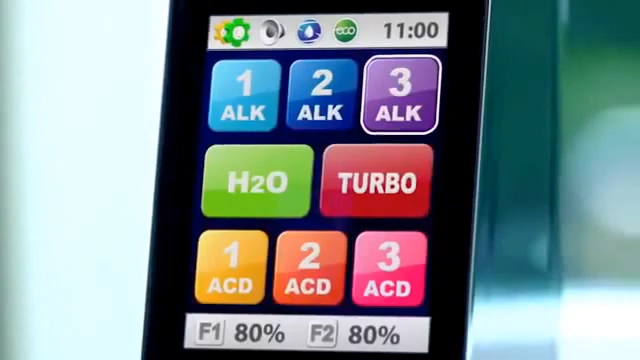 eco 11:00
1 ALK 2 ALK 3 ALK
H2O TURBO
1 ACD 2 ACD 3 ACD
F1 80% F2 80%